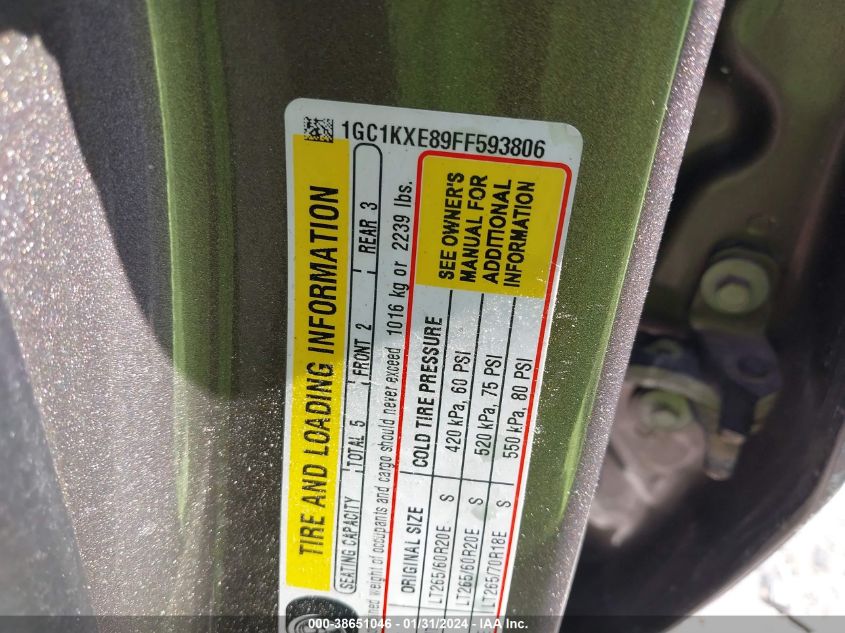 1GC1KXE89FF593806
TIRE AND LOADING INFORMATION
SEATING CAPACITY TOTAL 5 FRONT 2 REAR 3
weight of occupants and cargo should never exceed 1016 kg or 2239 lbs.
ORIGINAL SIZE COLD TIRE PRESSURE
LT265/60R20E S 420 kPa, 60 PSI
LT265/60R20E S 520 kPa, 75 PSI
LT265/70R18E S 550 kPa, 80 PSI
SEE OWNER'S
MANUAL FOR
ADDITIONAL
INFORMATION
000-38651046 - 01/31/2024 - IAA Inc.